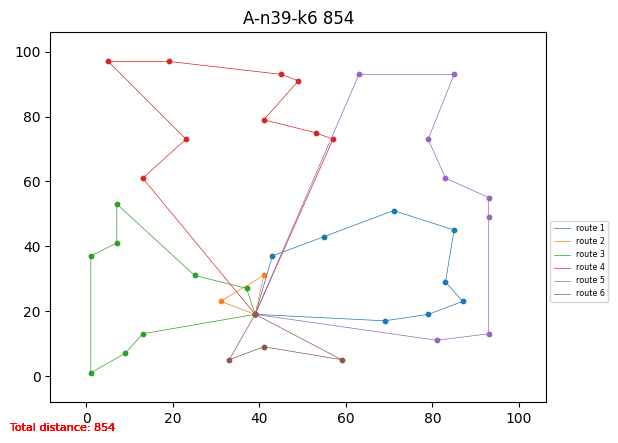 A-n39-k6 854
100
80
60
40
20
0
0 20 40 60 80 100
route 1
route 2
route 3
route 4
route 5
route 6
Total distance: 854